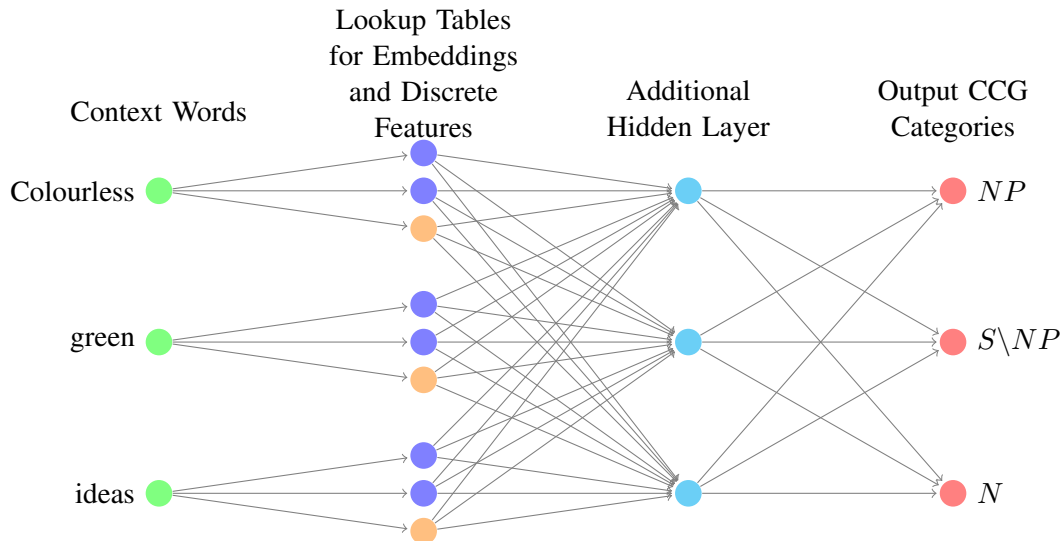 Context Words
Lookup Tables
for Embeddings
and Discrete
Features
Additional
Hidden Layer
Output CCG
Categories
Colourless
green
ideas
NP
S\NP
N